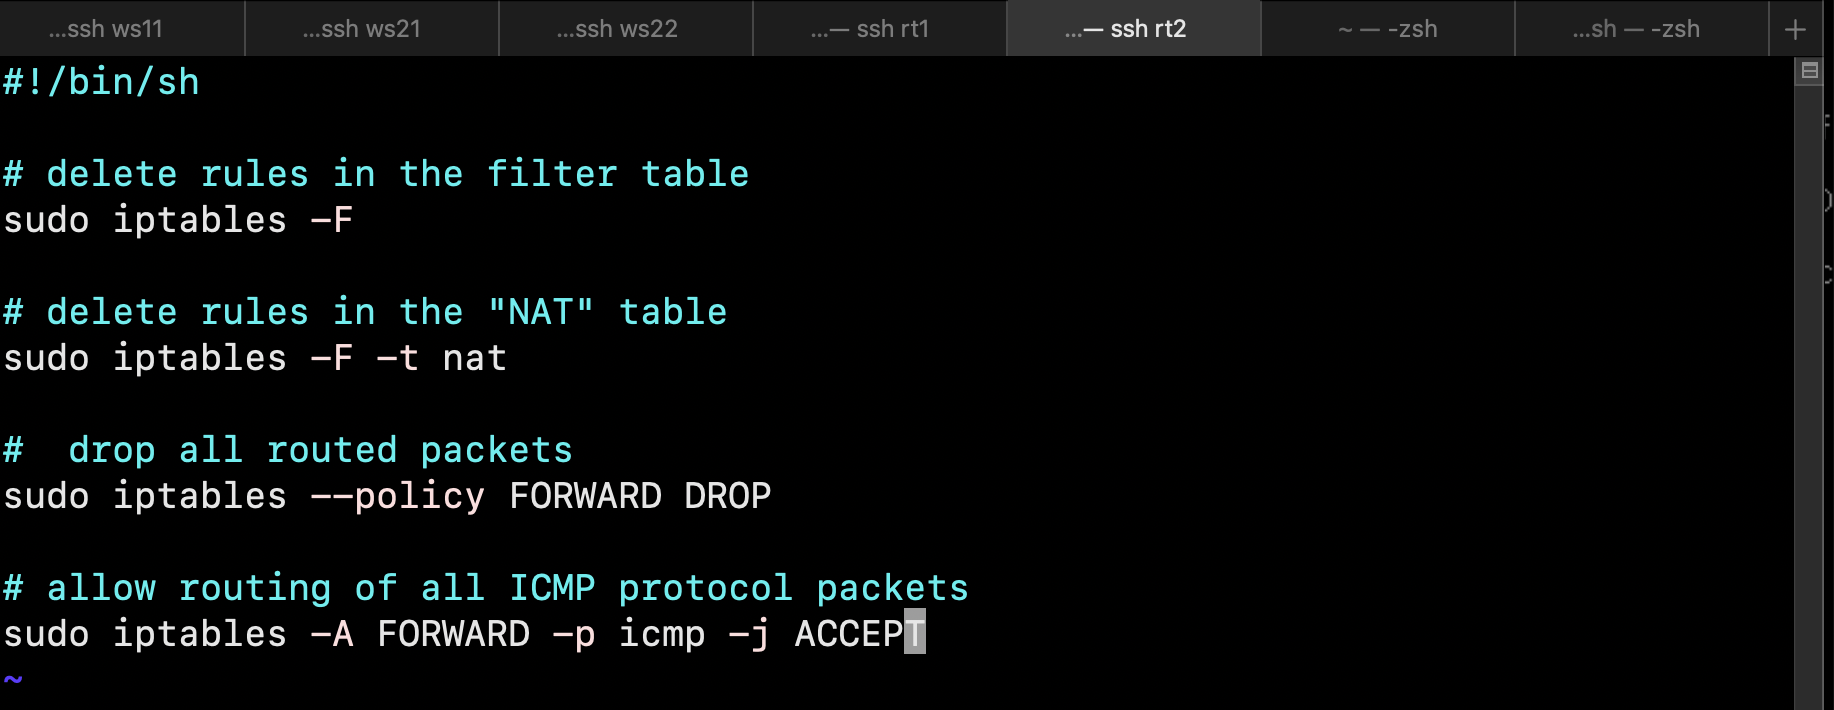 ...ssh ws11 ...ssh ws21 ...ssh ws22 ...— ssh rt1 ...— ssh rt2 ~ — -zsh ...sh — -zsh +
#!/bin/sh
# delete rules in the filter table
sudo iptables -F
# delete rules in the "NAT" table
sudo iptables -F -t nat
#  drop all routed packets
sudo iptables --policy FORWARD DROP
# allow routing of all ICMP protocol packets
sudo iptables -A FORWARD -p icmp -j ACCEPT
~